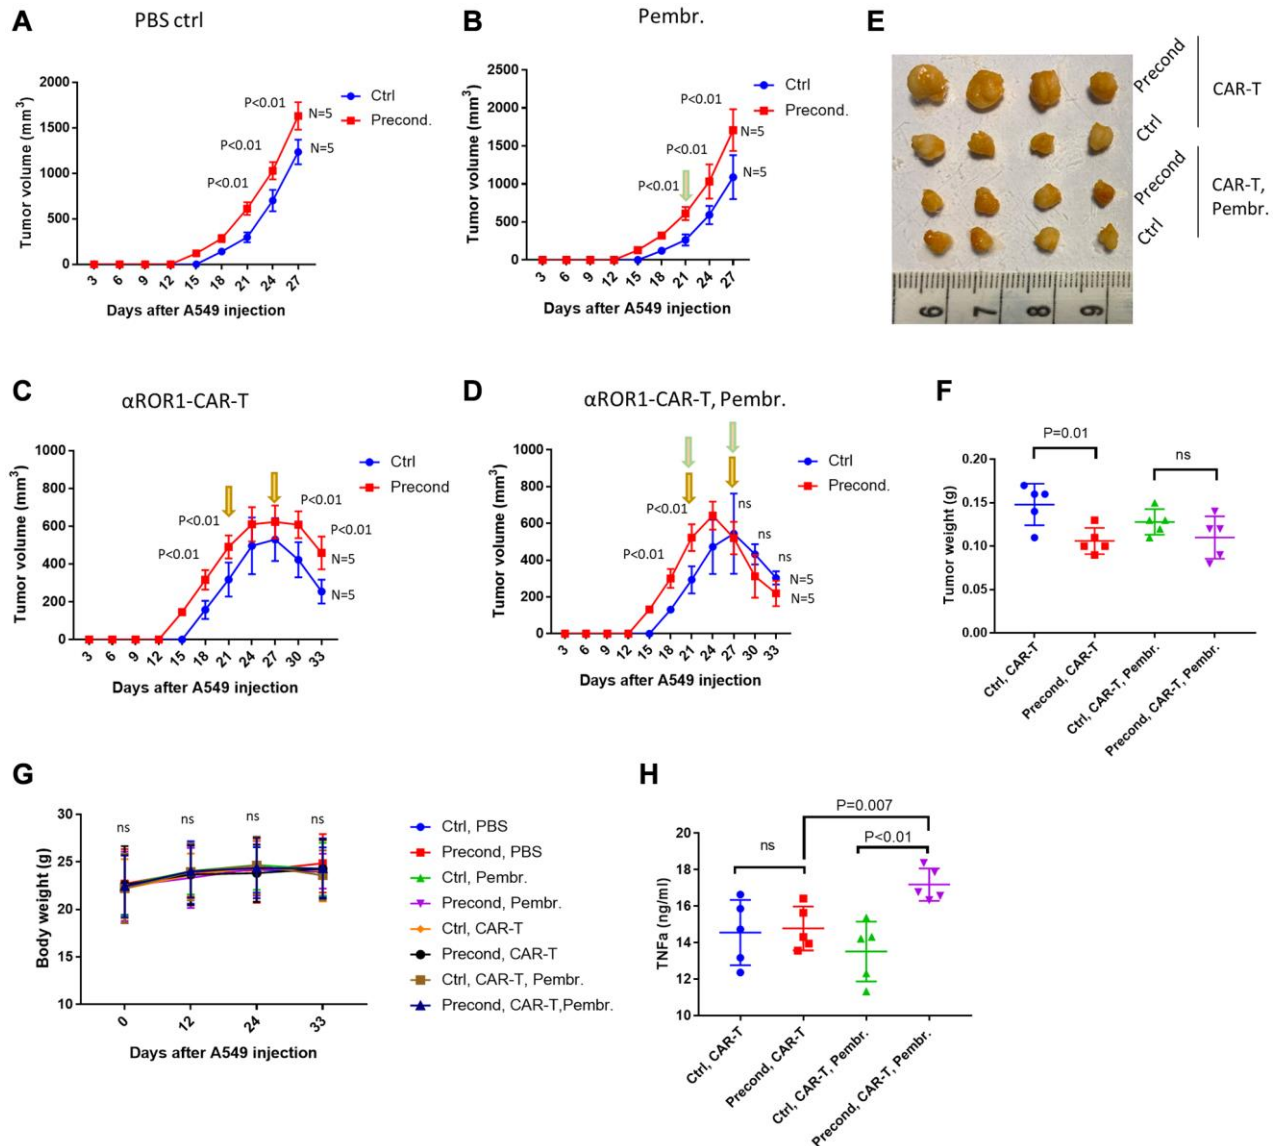 A
PBS ctrl
Tumor volume (mm³)
2000
1500
1000
500
0
P<0.01
P<0.01
P<0.01
N=5
N=5
Ctrl
Precond.
3
6
9
12
15
18
21
24
27
Days after A549 injection
B
Pembr.
Tumor volume (mm³)
2500
2000
1500
1000
500
0
P<0.01
P<0.01
P<0.01
N=5
N=5
Ctrl
Precond.
3
6
9
12
15
18
21
24
27
Days after A549 injection
E
Precond
Ctrl
CAR-T
Precond
Ctrl
CAR-T,
Pembr.
6
7
8
9
C
αROR1-CAR-T
Tumor volume (mm³)
1000
800
600
400
200
0
P<0.01
P<0.01
P<0.01
P<0.01
N=5
N=5
Ctrl
Precond
3
6
9
12
15
18
21
24
27
30
33
Days after A549 injection
D
αROR1-CAR-T, Pembr.
Tumor volume (mm³)
1000
800
600
400
200
0
P<0.01
P<0.01
ns
ns
ns
N=5
N=5
Ctrl
Precond.
3
6
9
12
15
18
21
24
27
30
33
Days after A549 injection
F
Tumor weight (g)
0.20
0.15
0.10
0.05
0.00
P=0.01
ns
Ctrl, CAR-T
Precond, CAR-T
Ctrl, CAR-T, Pembr.
Precond, CAR-T, Pembr.
G
Body weight (g)
30
25
20
15
10
ns
ns
ns
ns
0
12
24
33
Days after A549 injection
Ctrl, PBS
Precond, PBS
Ctrl, Pembr.
Precond, Pembr.
Ctrl, CAR-T
Precond, CAR-T
Ctrl, CAR-T, Pembr.
Precond, CAR-T,Pembr.
H
TNFa (ng/ml)
20
18
16
14
12
10
ns
P=0.007
P<0.01
Ctrl, CAR-T
Precond, CAR-T
Ctrl, CAR-T, Pembr.
Precond, CAR-T, Pembr.